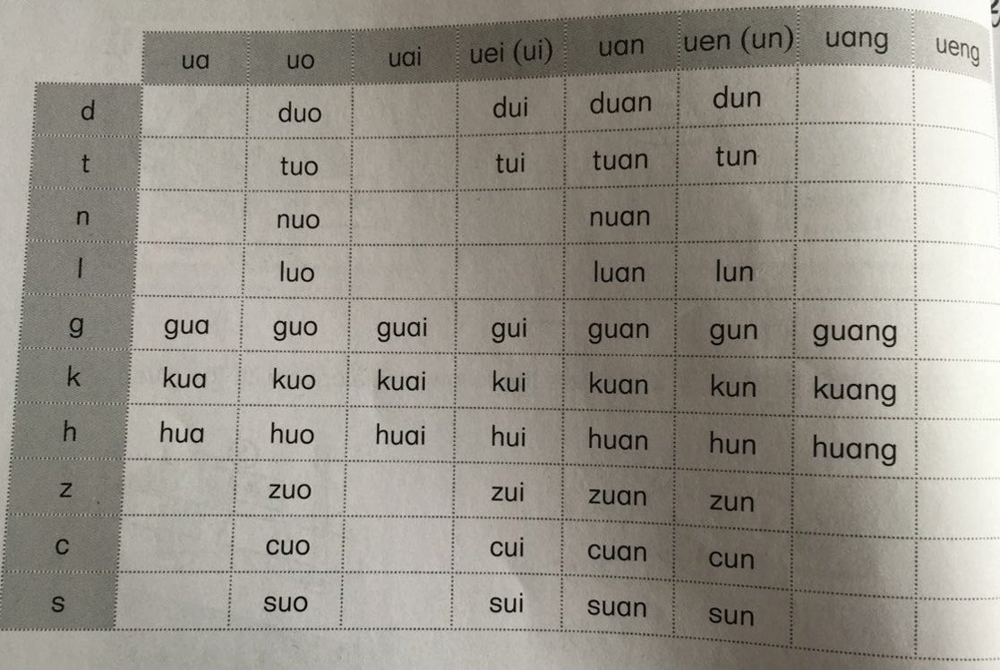 ua uo uai uei (ui) uan uen (un) uang ueng
d duo dui duan dun
t tuo tui tuan tun
n nuo nuan
l luo luan lun
g gua guo guai gui guan gun guang
k kua kuo kuai kui kuan kun kuang
h hua huo huai hui huan hun huang
z zuo zui zuan zun
c cuo cui cuan cun
s suo sui suan sun